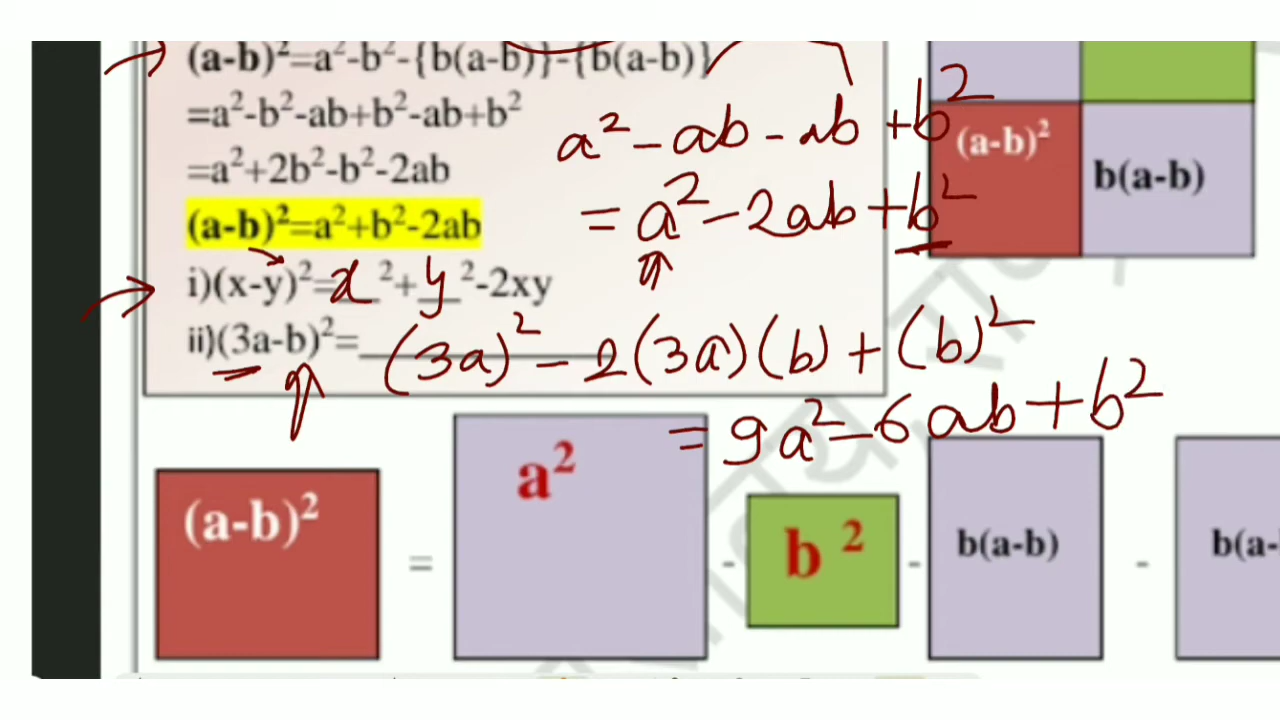 (a-b)²=a²-b²-{b(a-b)}-{b(a-b)}
=a²-b²-ab+b²-ab+b²
a² - ab - ab + b²
=a²+2b²-b²-2ab
(a-b)²=a²+b²-2ab
= a² - 2ab + b²
i)(x-y)²=x²+y²-2xy
ii)(3a-b)²=(3a)² - 2(3a)(b) + (b)²
= 9a² - 6ab + b²
(a-b)²
b(a-b)
(a-b)²
=
a²
-
b²
-
b(a-b)
-
b(a-